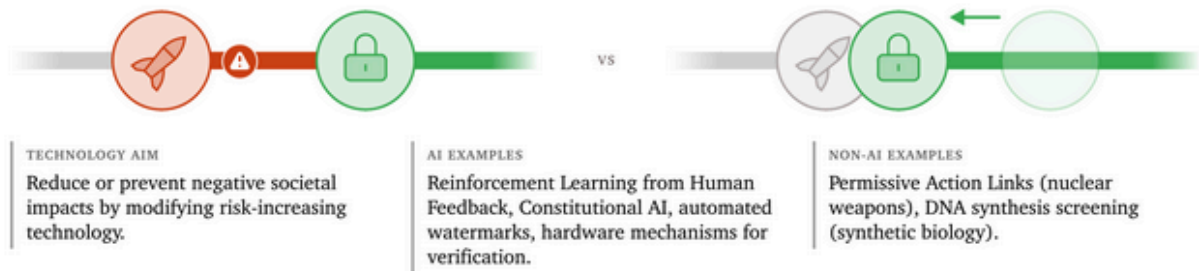 VS
TECHNOLOGY AIM
Reduce or prevent negative societal
impacts by modifying risk-increasing
technology.
AI EXAMPLES
Reinforcement Learning from Human
Feedback, Constitutional AI, automated
watermarks, hardware mechanisms for
verification.
NON-AI EXAMPLES
Permissive Action Links (nuclear
weapons), DNA synthesis screening
(synthetic biology).